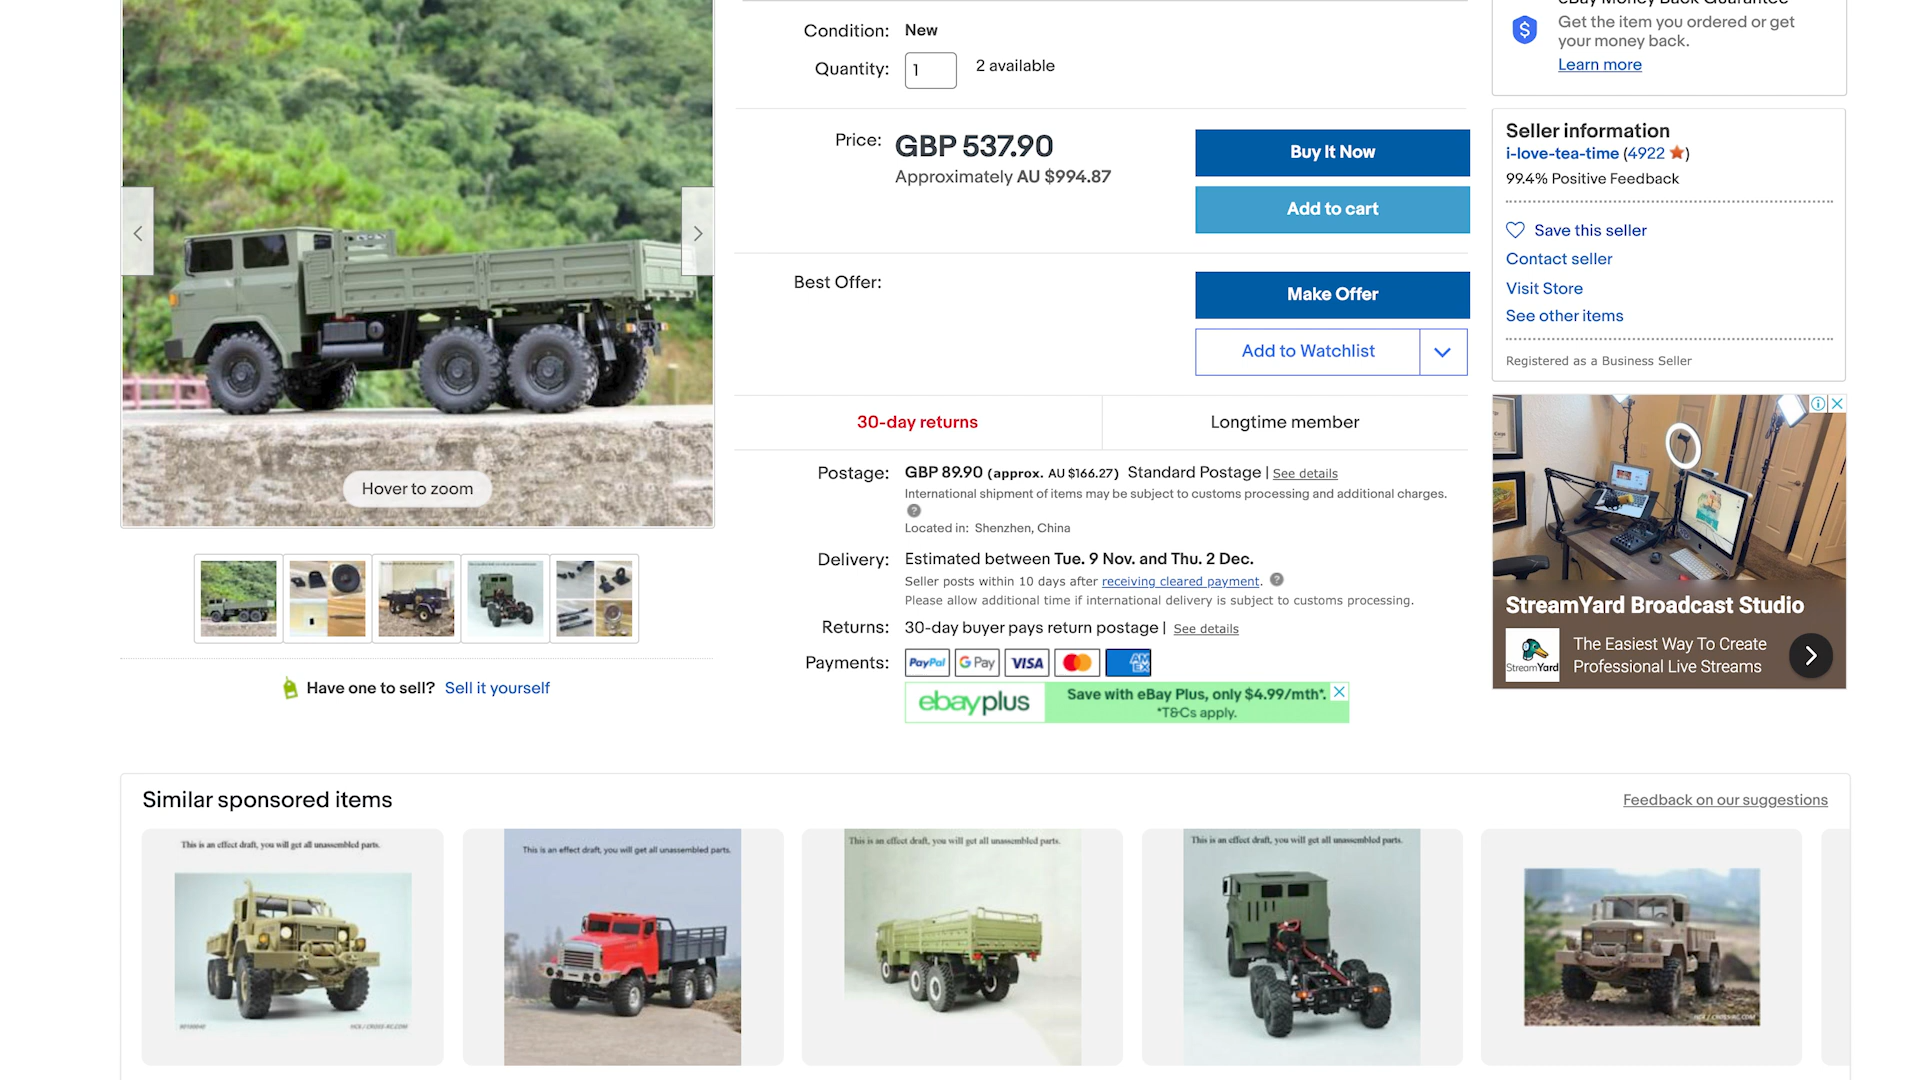 Condition: New
Quantity: 1 2 available
Price: GBP 537.90
Approximately AU $994.87
Buy It Now
Add to cart
Best Offer:
Make Offer
Add to Watchlist
30-day returns
Longtime member
Postage: GBP 89.90 (approx. AU $166.27) Standard Postage | See details
International shipment of items may be subject to customs processing and additional charges.
Located in: Shenzhen, China
Delivery: Estimated between Tue. 9 Nov. and Thu. 2 Dec.
Seller posts within 10 days after receiving cleared payment.
Please allow additional time if international delivery is subject to customs processing.
Returns: 30-day buyer pays return postage | See details
Payments: PayPal G Pay VISA AMEX
ebayplus
Save with eBay Plus, only $4.99/mth*.
*T&Cs apply.
Hover to zoom
Have one to sell? Sell it yourself
eBay Money Back Guarantee
Get the item you ordered or get
your money back.
Learn more
Seller information
i-love-tea-time (4922)
99.4% Positive Feedback
Save this seller
Contact seller
Visit Store
See other items
Registered as a Business Seller
StreamYard Broadcast Studio
StreamYard
The Easiest Way To Create
Professional Live Streams
Similar sponsored items
Feedback on our suggestions
This is an effect draft, you will get all unassembled parts.
This is an effect draft, you will get all unassembled parts.
This is an effect draft, you will get all unassembled parts.
This is an effect draft, you will get all unassembled parts.